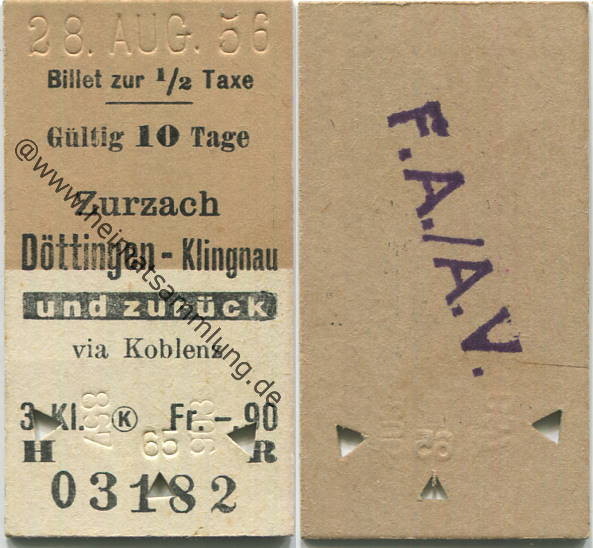 28. AUG. 56
Billet zur 1/2 Taxe
Gültig 10 Tage
Zurzach
Döttingen - Klingnau
und zurück
via Koblenz
3. Kl. K Fr. -.90
H R
03182
@www.heimatsammlung.de
F.A./A.V.